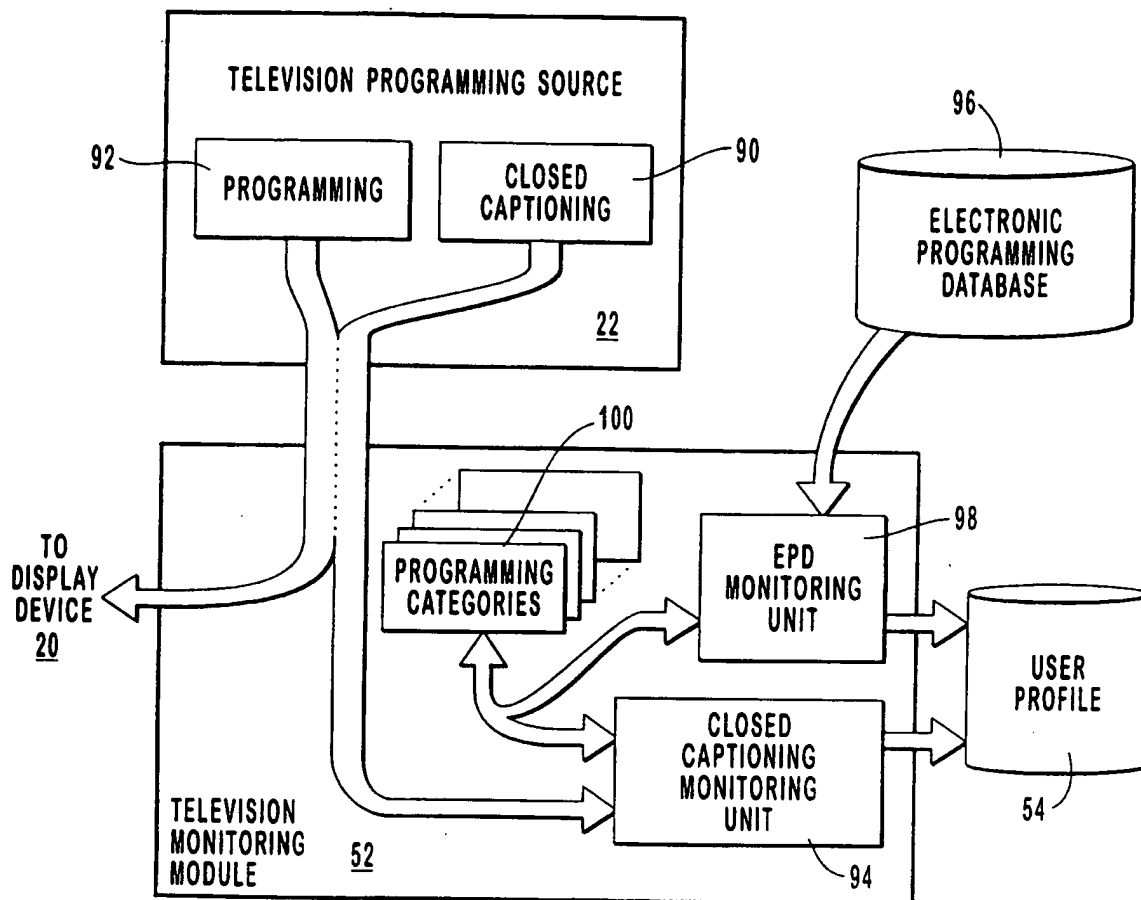 TELEVISION PROGRAMMING SOURCE
92
PROGRAMMING
CLOSED
CAPTIONING
90
22
96
ELECTRONIC
PROGRAMMING
DATABASE
100
PROGRAMMING
CATEGORIES
98
EPD
MONITORING
UNIT
TO
DISPLAY
DEVICE
20
USER
PROFILE
54
CLOSED
CAPTIONING
MONITORING
UNIT
94
TELEVISION
MONITORING
MODULE
52